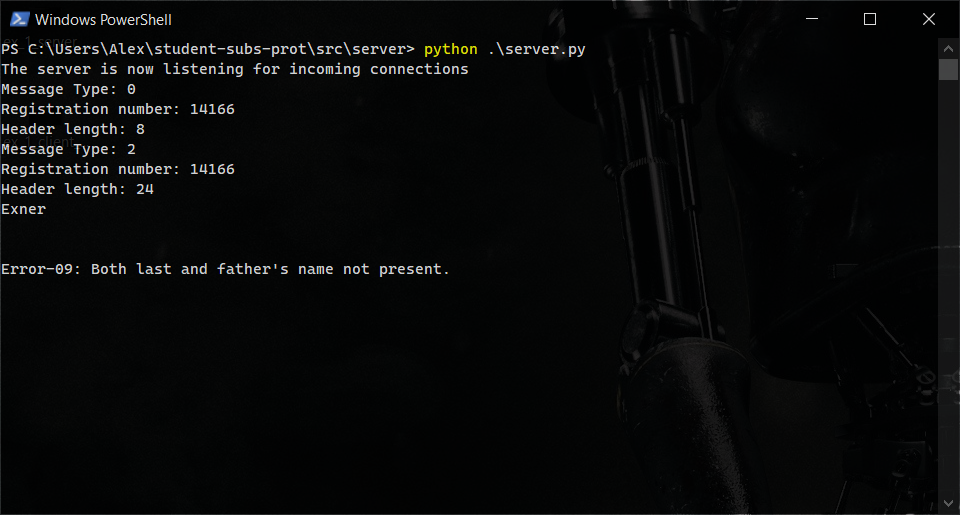 Windows PowerShell
PS C:\Users\Alex\student-subs-prot\src\server> python .\server.py
The server is now listening for incoming connections
Message Type: 0
Registration number: 14166
Header length: 8
Message Type: 2
Registration number: 14166
Header length: 24
Exner
Error-09: Both last and father's name not present.
ex_1_server
ex_1_client